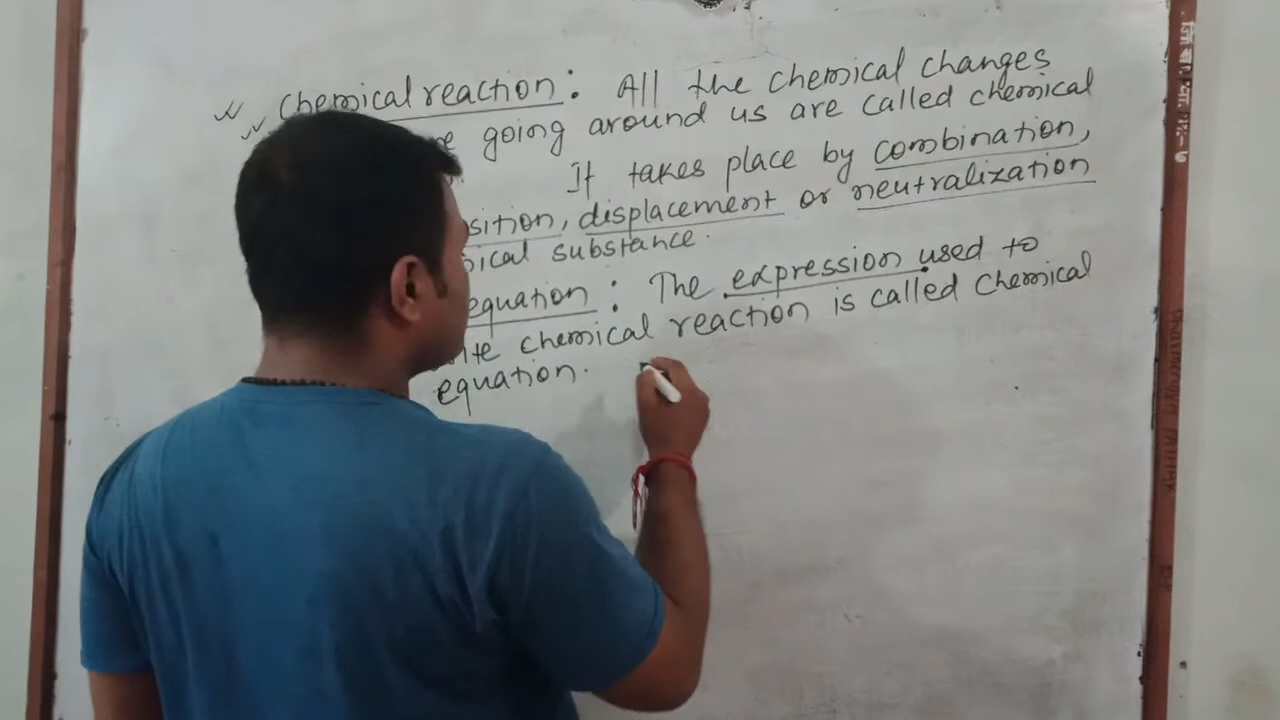 Chemical reaction : All the chemical changes
going around us are called chemical
It takes place by combination,
sition, displacement or neutralization
ical substance.
equation : The expression used to
chemical reaction is called chemical
equation.